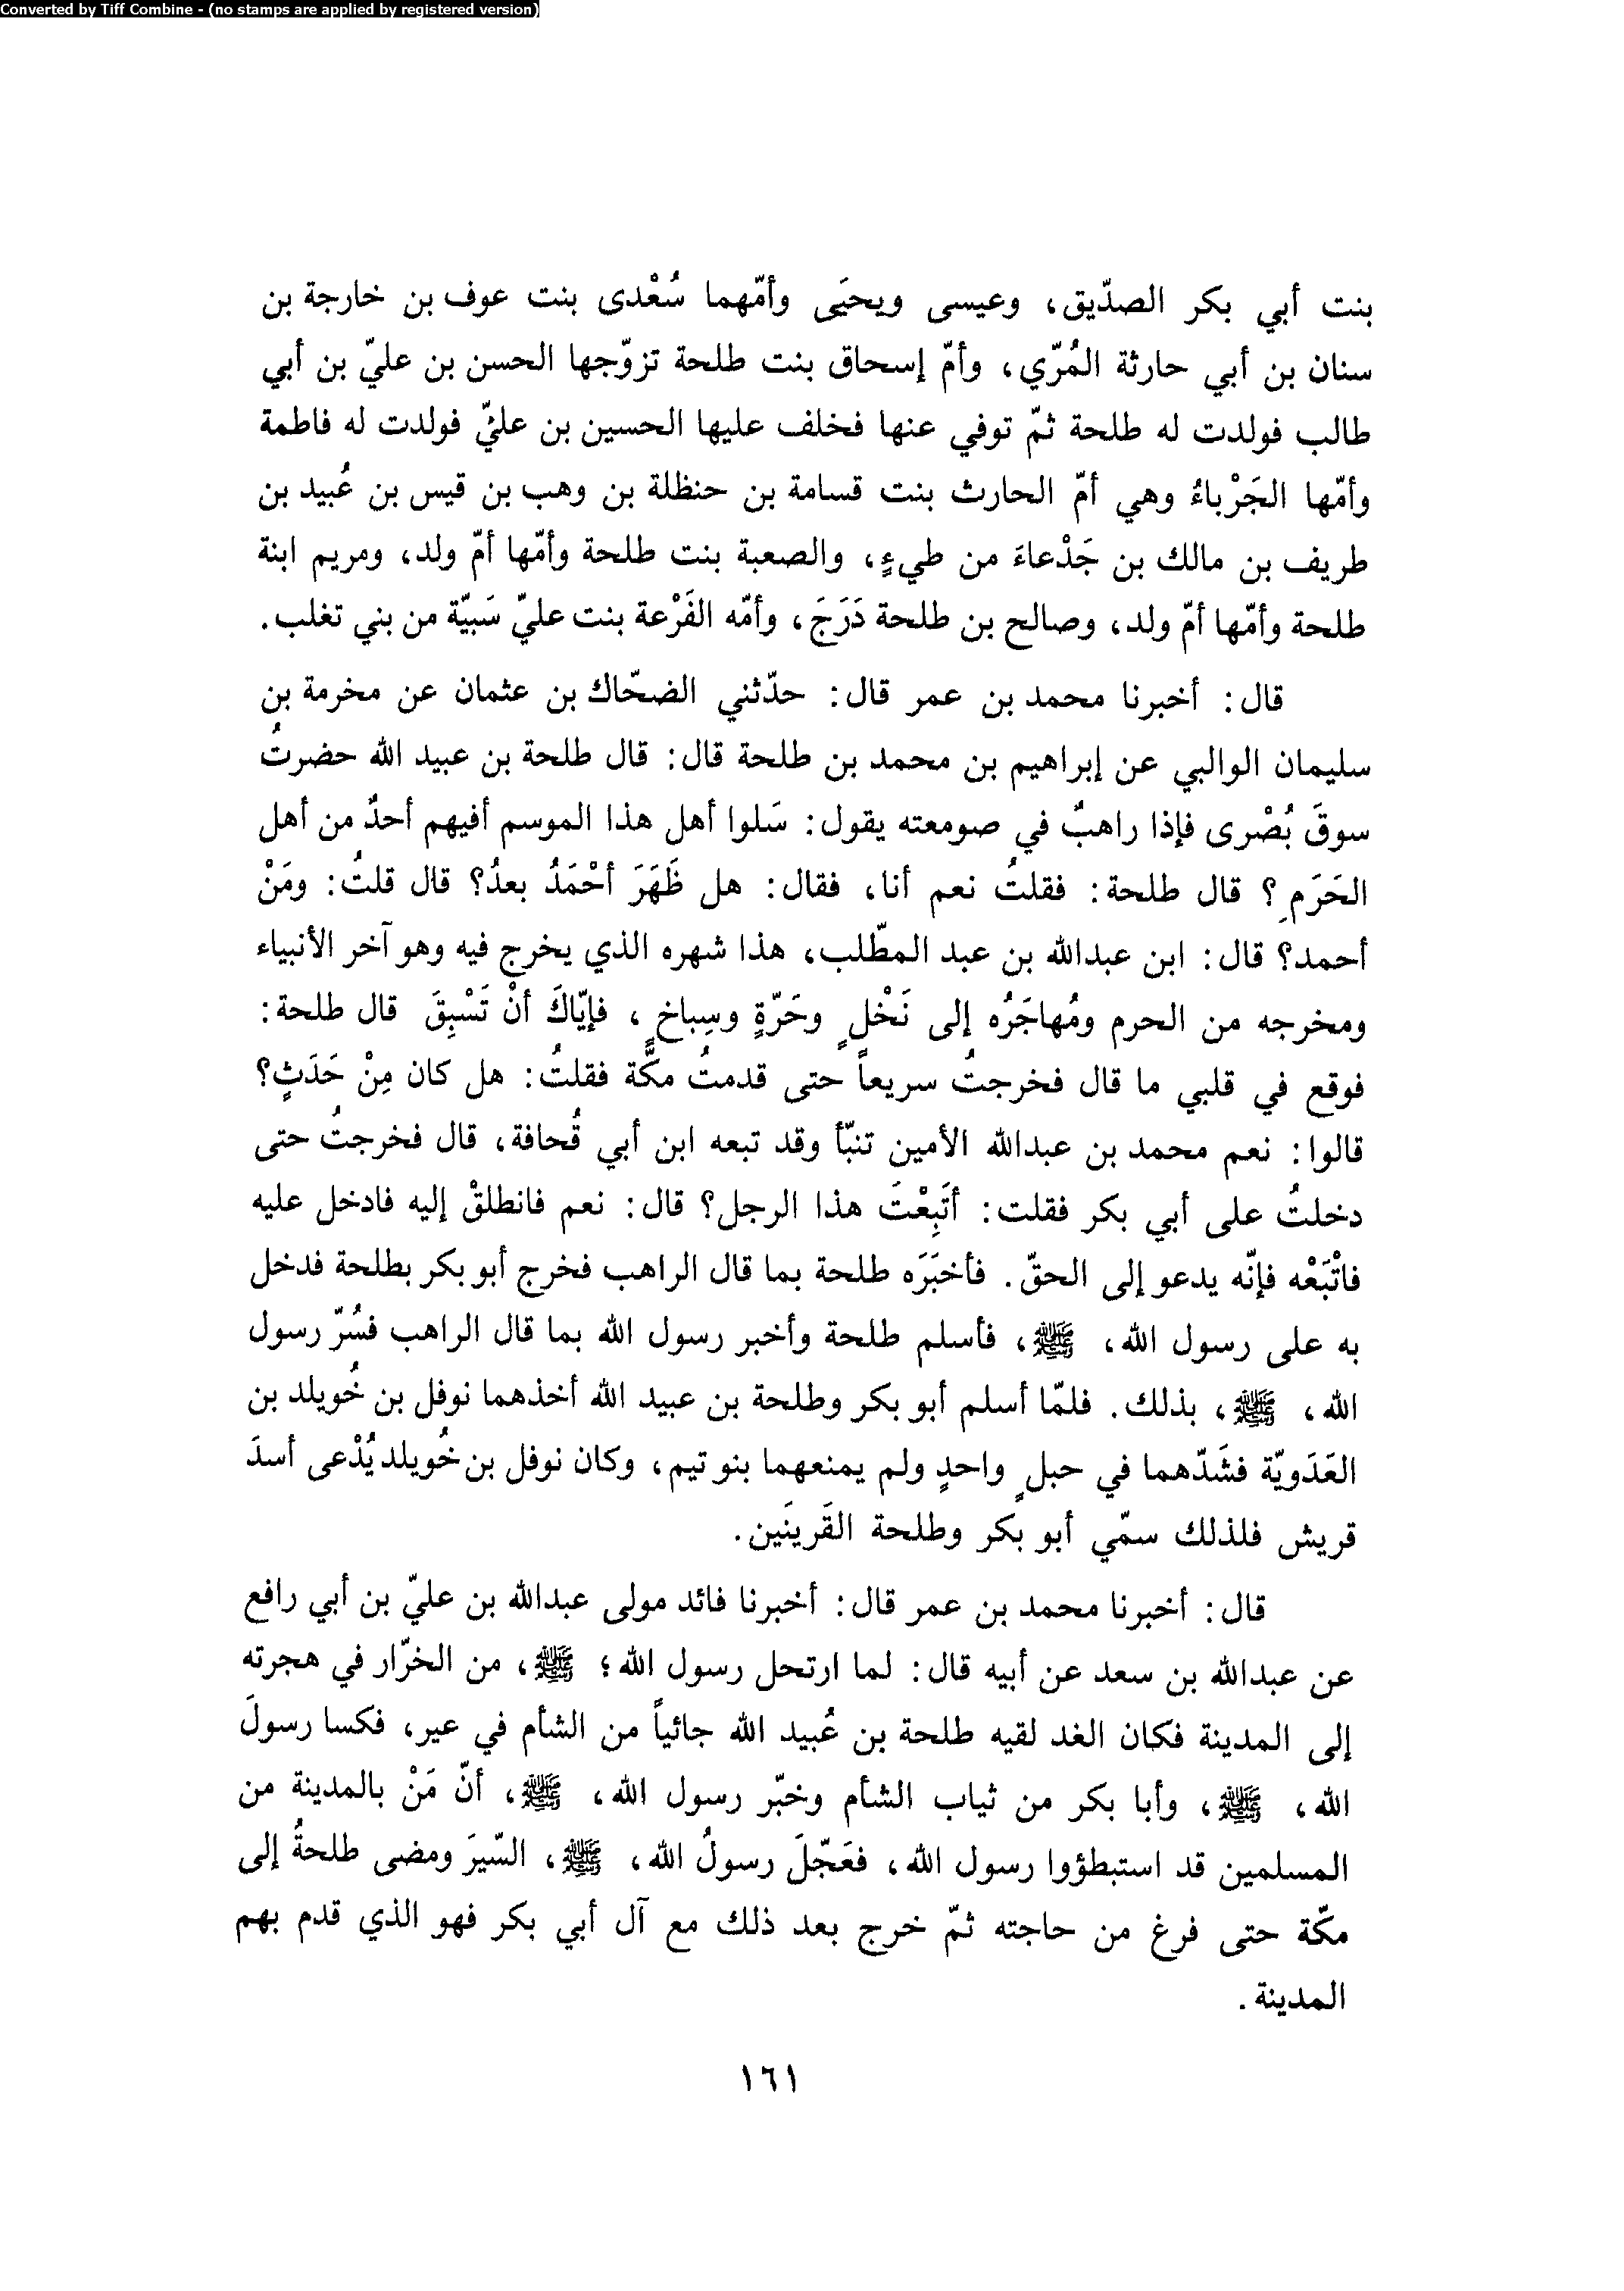 Converted by Tiff Combine - (no stamps are applied by registered version)
بنت أبي بكر الصدّيق، وعيسى ويحيَى وأمّهما سُعْدى بنت عوف بن خارجة بن
سنان بن أبي حارثة المُرّي، وأمّ إسحاق بنت طلحة تزوّجها الحسن بن عليّ بن أبي
طالب فولدت له طلحة ثمّ توفي عنها فخلف عليها الحسين بن عليّ فولدت له فاطمة
وأمّها الجَرْباءُ وهي أمّ الحارث بنت قسامة بن حنظلة بن وهب بن قيس بن عُبيد بن
طريف بن مالك بن جَدْعاءَ من طيءٍ، والصعبة بنت طلحة وأمّها أمّ ولد، ومريم ابنة
طلحة وأمّها أمّ ولد، وصالح بن طلحة دَرَجَ، وأمّه الفَرْعة بنت عليّ سَبيّة من بني تغلب.
قال: أخبرنا محمد بن عمر قال: حدّثني الضحّاك بن عثمان عن مخرمة بن
سليمان الوالبي عن إبراهيم بن محمد بن طلحة قال: قال طلحة بن عبيد الله حضرتُ
سوقَ بُصْرى فإذا راهبٌ في صومعته يقول: سَلوا أهل هذا الموسم أفيهم أحدٌ من أهل
الحَرَمِ؟ قال طلحة: فقلتُ نعم أنا، فقال: هل ظَهَرَ أحْمَدُ بعدُ؟ قال قلتُ: ومَنْ
أحمد؟ قال: ابن عبدالله بن عبد المطّلب، هذا شهره الذي يخرج فيه وهو آخر الأنبياء
ومخرجه من الحرم ومُهاجَرُه إلى نَخْلٍ وحَرّةٍ وسِباخٍ، فإيّاكَ أنْ تَسْبِقَ قال طلحة:
فوقع في قلبي ما قال فخرجتُ سريعاً حتى قدمتُ مكّة فقلتُ: هل كان مِنْ حَدَثٍ؟
قالوا: نعم محمد بن عبدالله الأمين تنبّأ وقد تبعه ابن أبي قُحافة، قال فخرجتُ حتى
دخلتُ على أبي بكر فقلت: أتَبِعْتَ هذا الرجل؟ قال: نعم فانطلقْ إليه فادخل عليه
فاتْبَعْه فإنّه يدعو إلى الحقّ. فأخبَرَه طلحة بما قال الراهب فخرج أبو بكر بطلحة فدخل
به على رسول الله، ﷺ، فأسلم طلحة وأخبر رسول الله بما قال الراهب فسُرّ رسول
الله، ﷺ، بذلك. فلمّا أسلم أبو بكر وطلحة بن عبيد الله أخذهما نوفل بن خُويلد بن
العَدَويّة فشَدّهما في حبلٍ واحدٍ ولم يمنعهما بنو تيم، وكان نوفل بن خُويلد يُدْعى أسدَ
قريش فلذلك سمّي أبو بكر وطلحة القَرينَين.
قال: أخبرنا محمد بن عمر قال: أخبرنا فائد مولى عبدالله بن عليّ بن أبي رافع
عن عبدالله بن سعد عن أبيه قال: لما ارتحل رسول الله؛ ﷺ، من الخرّار في هجرته
إلى المدينة فكان الغد لقيه طلحة بن عُبيد الله جائياً من الشأم في عير، فكسا رسولَ
الله، ﷺ، وأبا بكر من ثياب الشأم وخبّر رسول الله، ﷺ، أنّ مَنْ بالمدينة من
المسلمين قد استبطؤوا رسول الله، فعَجّلَ رسولُ الله، ﷺ، السّيرَ ومضى طلحةُ إلى
مكّة حتى فرغ من حاجته ثمّ خرج بعد ذلك مع آل أبي بكر فهو الذي قدم بهم
المدينة.
١٦١